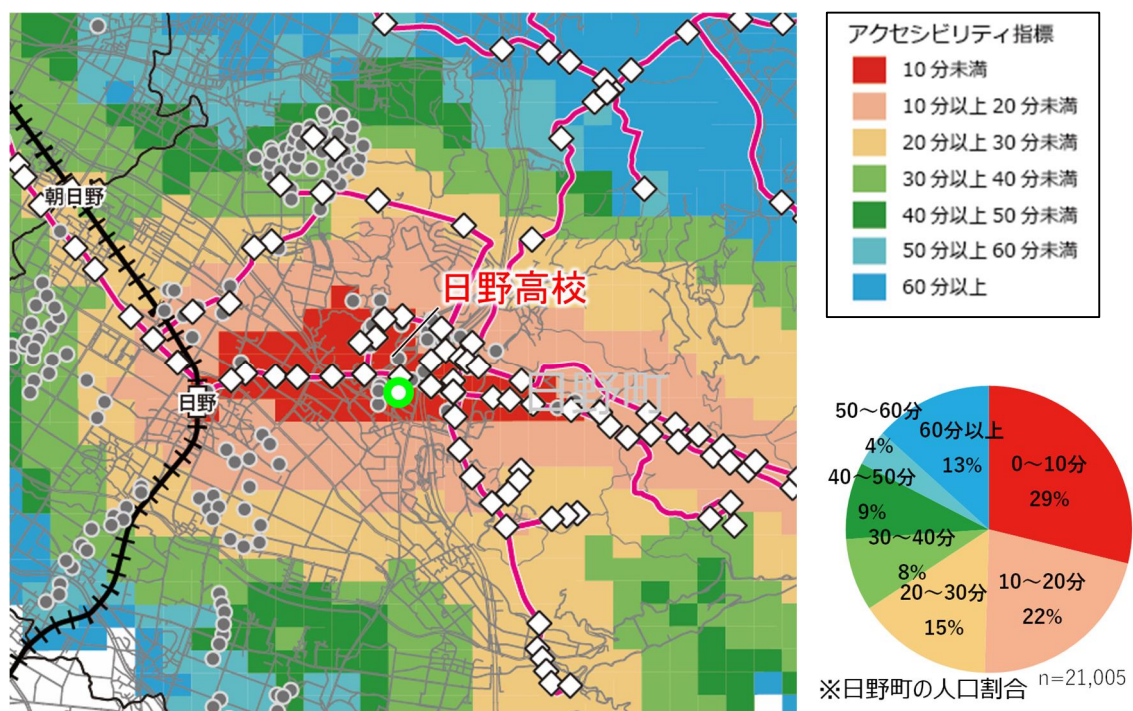 朝日野
日野高校
日野町
日野
アクセシビリティ指標
10分未満
10分以上20分未満
20分以上30分未満
30分以上40分未満
40分以上50分未満
50分以上60分未満
60分以上
50～60分
4%
60分以上
13%
0～10分
29%
40～50分
9%
30～40分
8%
20～30分
15%
10～20分
22%
※日野町の人口割合
n=21,005